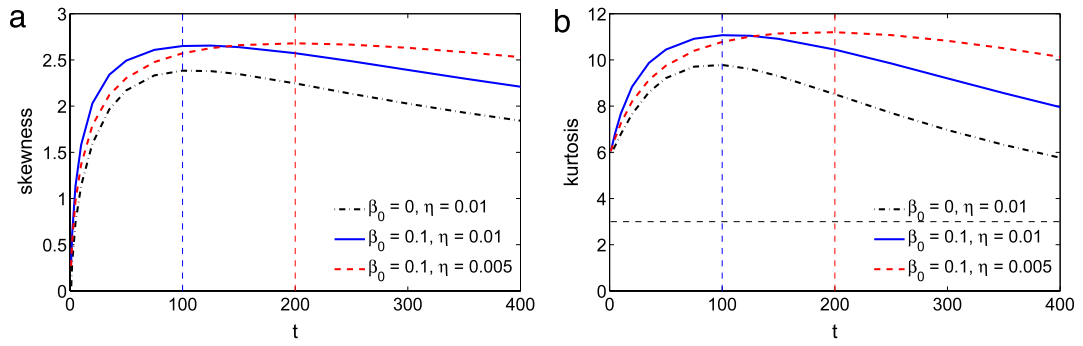 a
3
2.5
2
1.5
1
0.5
0
skewness
0
100
200
300
400
t
β0 = 0, η = 0.01
β0 = 0.1, η = 0.01
β0 = 0.1, η = 0.005
b
12
10
8
6
4
2
0
kurtosis
0
100
200
300
400
t
β0 = 0, η = 0.01
β0 = 0.1, η = 0.01
β0 = 0.1, η = 0.005